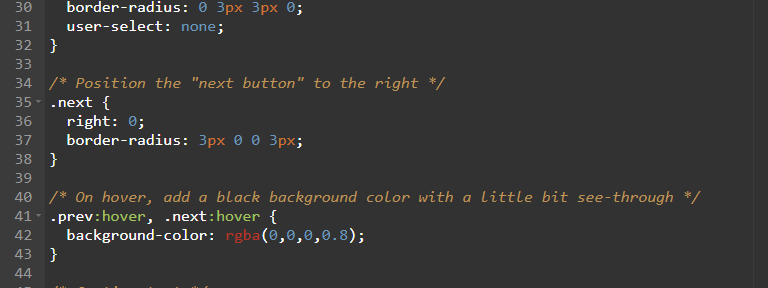 30 border-radius: 0 3px 3px 0;
31 user-select: none;
32 }
33
34 /* Position the "next button" to the right */
35 .next {
36 right: 0;
37 border-radius: 3px 0 0 3px;
38 }
39
40 /* On hover, add a black background color with a little bit see-through */
41 .prev:hover, .next:hover {
42 background-color: rgba(0,0,0,0.8);
43 }
44